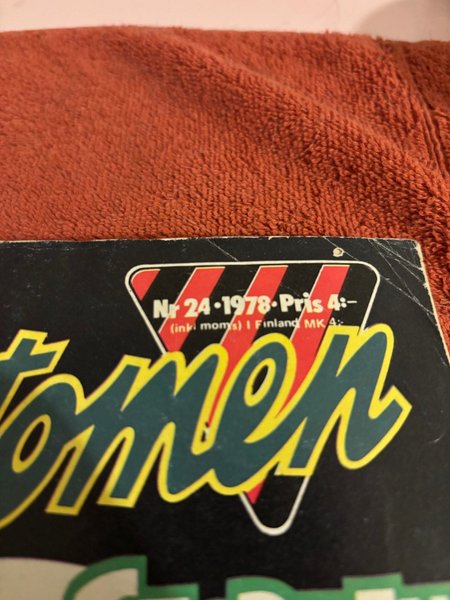 Nr 24·1978·Pris 4:-
(inkl moms) I Finland MK 4:-
tomen